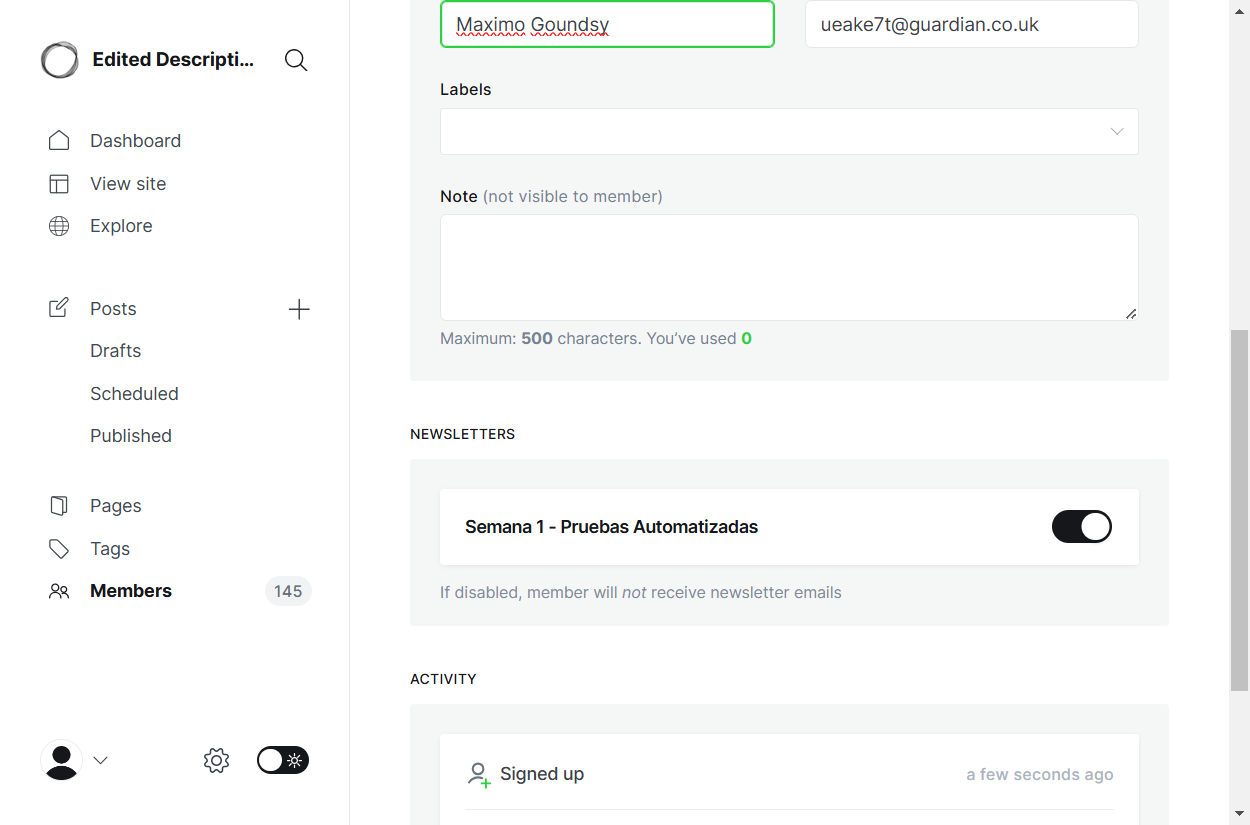 Edited Descripti...
Dashboard
View site
Explore
Posts
Drafts
Scheduled
Published
Pages
Tags
Members
145
Maximo Goundsy
ueake7t@guardian.co.uk
Labels
Note (not visible to member)
Maximum: 500 characters. You’ve used 0
NEWSLETTERS
Semana 1 - Pruebas Automatizadas
If disabled, member will not receive newsletter emails
ACTIVITY
Signed up
a few seconds ago